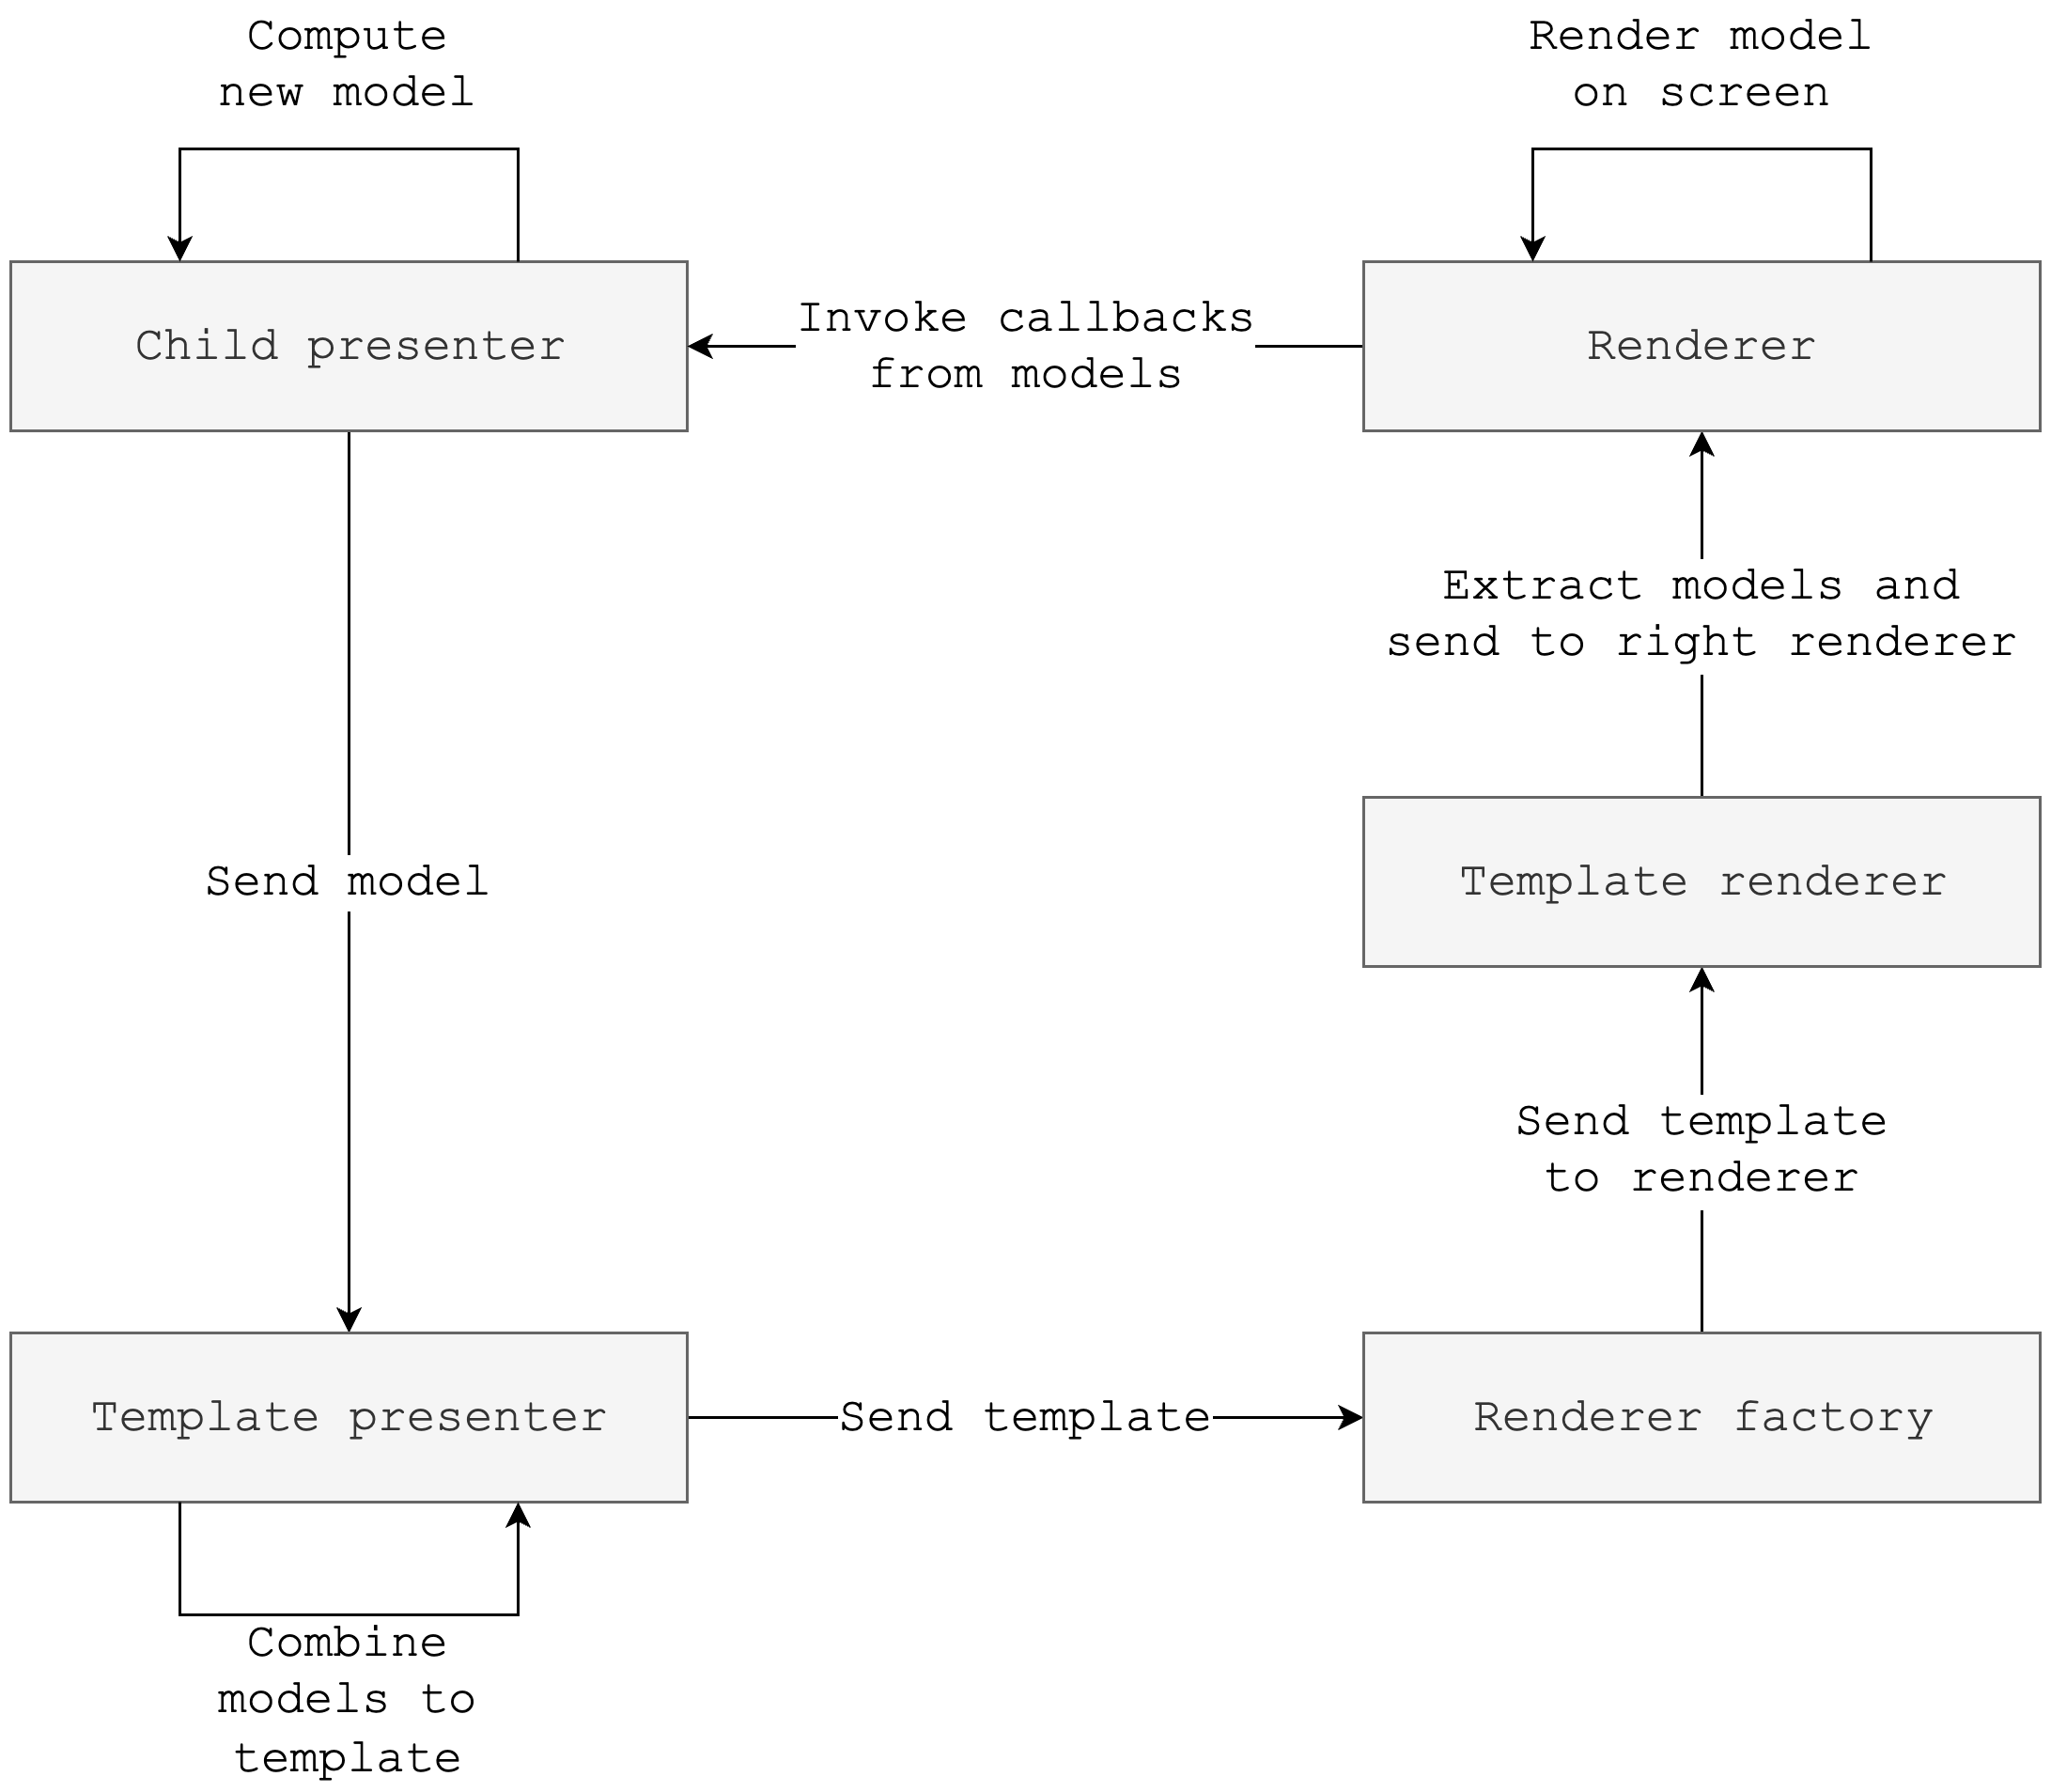 Compute
new model
Render model
on screen
Child presenter
Invoke callbacks
from models
Renderer
Extract models and
send to right renderer
Send model
Template renderer
Send template
to renderer
Template presenter
Send template
Renderer factory
Combine
models to
template